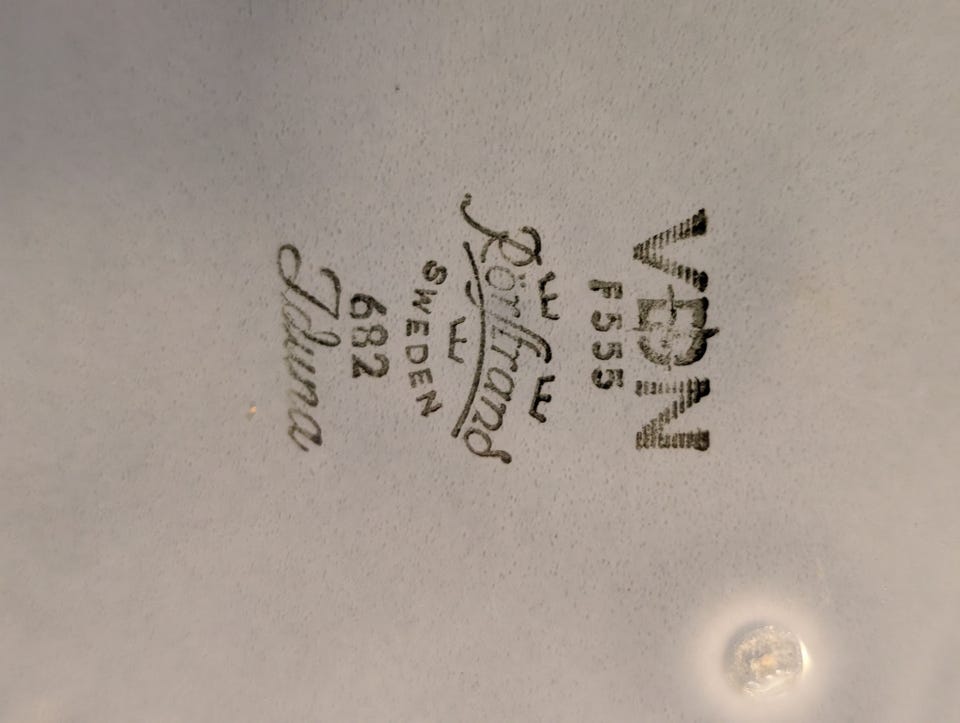 VDN
F555
Rörstrand
SWEDEN
682
Iduna